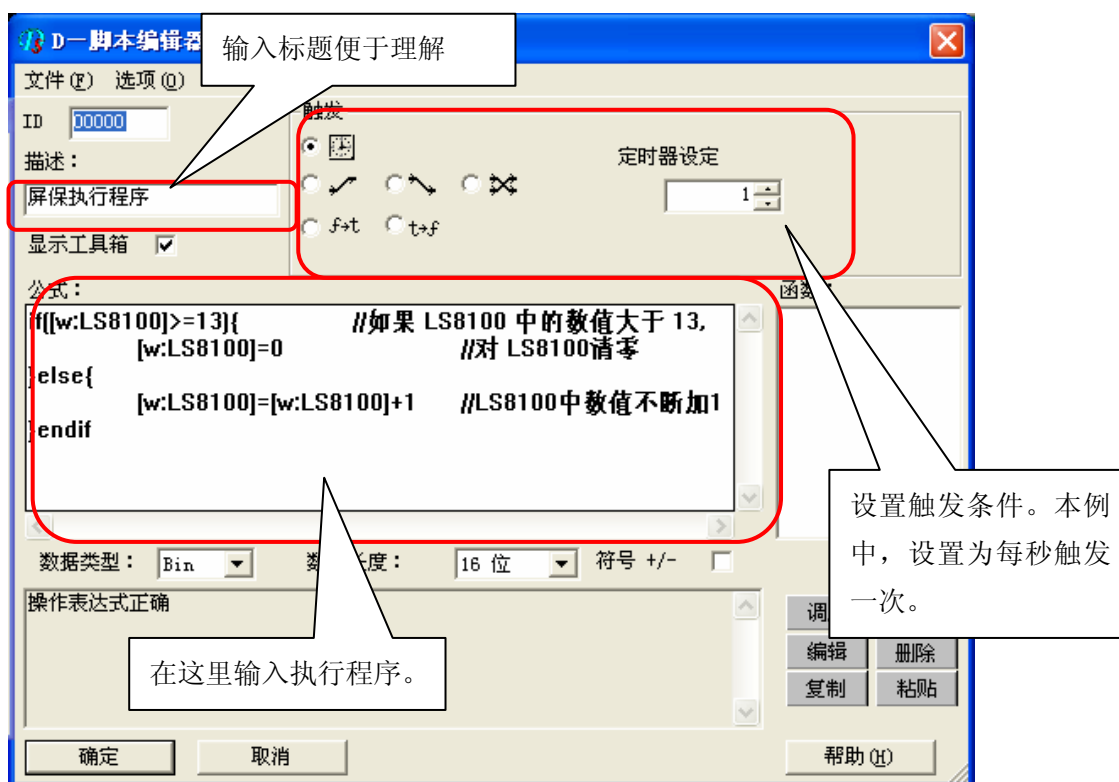 D一脚本编辑器
输入标题便于理解
文件(F) 选项(O)
ID 00000
触发
描述：
定时器设定
屏保执行程序
1
f→t t→f
显示工具箱
公式：
函数：
if([w:LS8100]>=13){ //如果 LS8100 中的数值大于 13,
[w:LS8100]=0 //对 LS8100清零
}else{
[w:LS8100]=[w:LS8100]+1 //LS8100中数值不断加1
}endif
设置触发条件。本例
中，设置为每秒触发
一次。
数据类型： Bin 度： 16 位 符号 +/-
操作表达式正确
在这里输入执行程序。
编辑 删除
复制 粘贴
确定 取消 帮助(H)